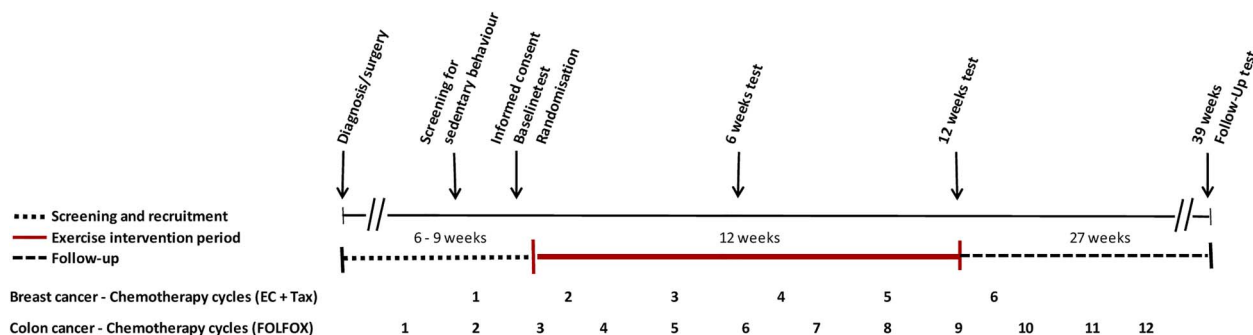 Diagnosis/surgery
Screening for
sedentary behaviour
Informed consent
Baselinetest
Randomisation
6 weeks test
12 weeks test
39 weeks
Follow-Up test
Screening and recruitment
Exercise intervention period
Follow-up
6 - 9 weeks
12 weeks
27 weeks
Breast cancer - Chemotherapy cycles (EC + Tax) 1 2 3 4 5 6
Colon cancer - Chemotherapy cycles (FOLFOX) 1 2 3 4 5 6 7 8 9 10 11 12